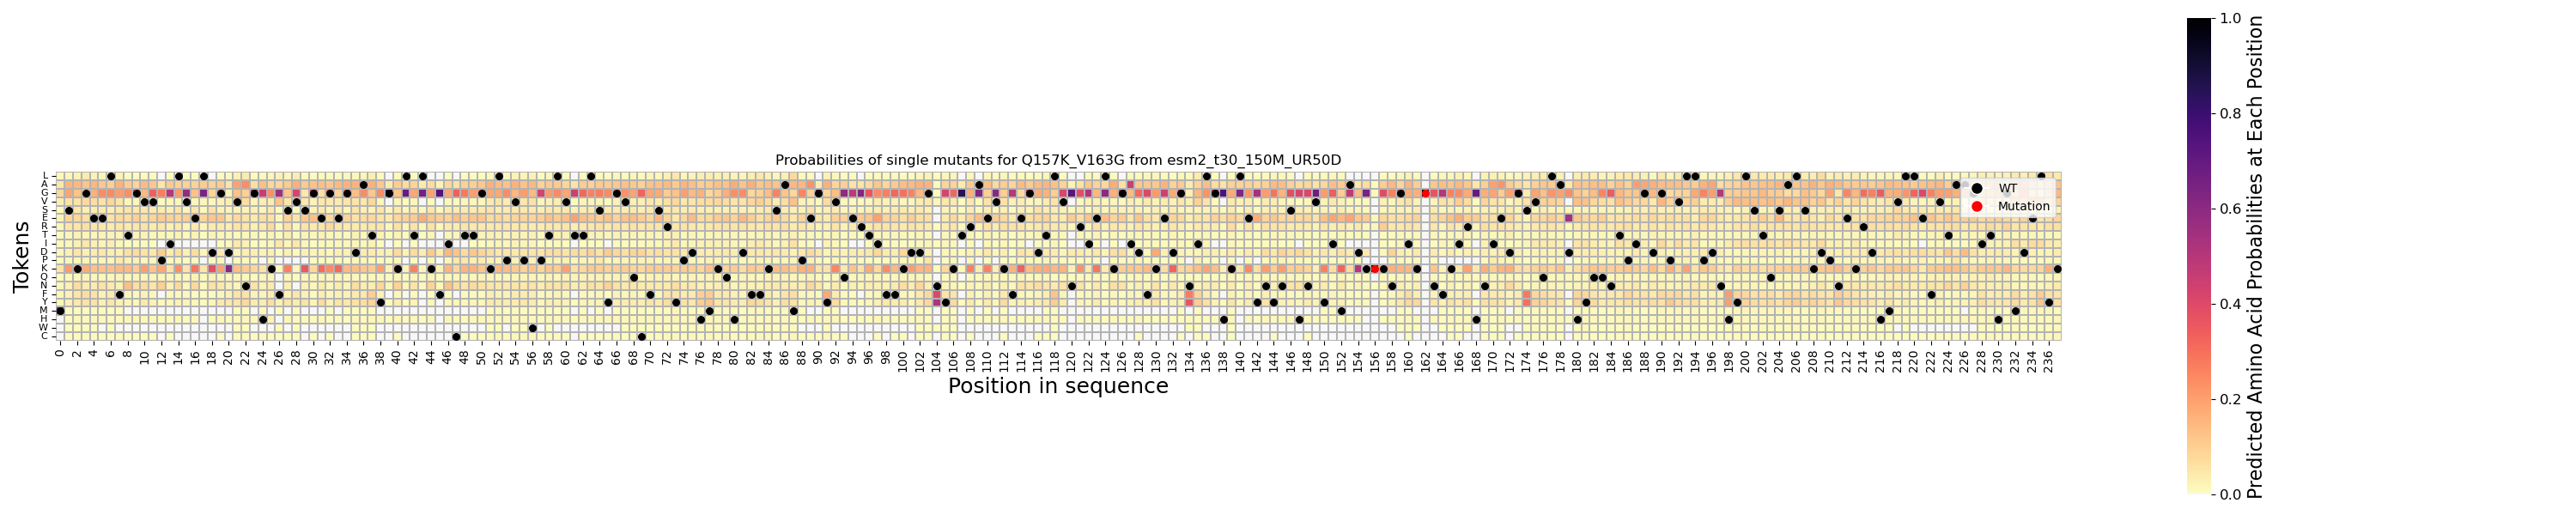 Probabilities of single mutants for Q157K_V163G from esm2_t30_150M_UR50D
Tokens
L
A
G
V
S
E
R
T
I
D
P
K
Q
N
F
Y
M
H
W
C
0 2 4 6 8 10 12 14 16 18 20 22 24 26 28 30 32 34 36 38 40 42 44 46 48 50 52 54 56 58 60 62 64 66 68 70 72 74 76 78 80 82 84 86 88 90 92 94 96 98 100 102 104 106 108 110 112 114 116 118 120 122 124 126 128 130 132 134 136 138 140 142 144 146 148 150 152 154 156 158 160 162 164 166 168 170 172 174 176 178 180 182 184 186 188 190 192 194 196 198 200 202 204 206 208 210 212 214 216 218 220 222 224 226 228 230 232 234 236
Position in sequence
WT
Mutation
1.0
0.8
0.6
0.4
0.2
0.0
Predicted Amino Acid Probabilities at Each Position